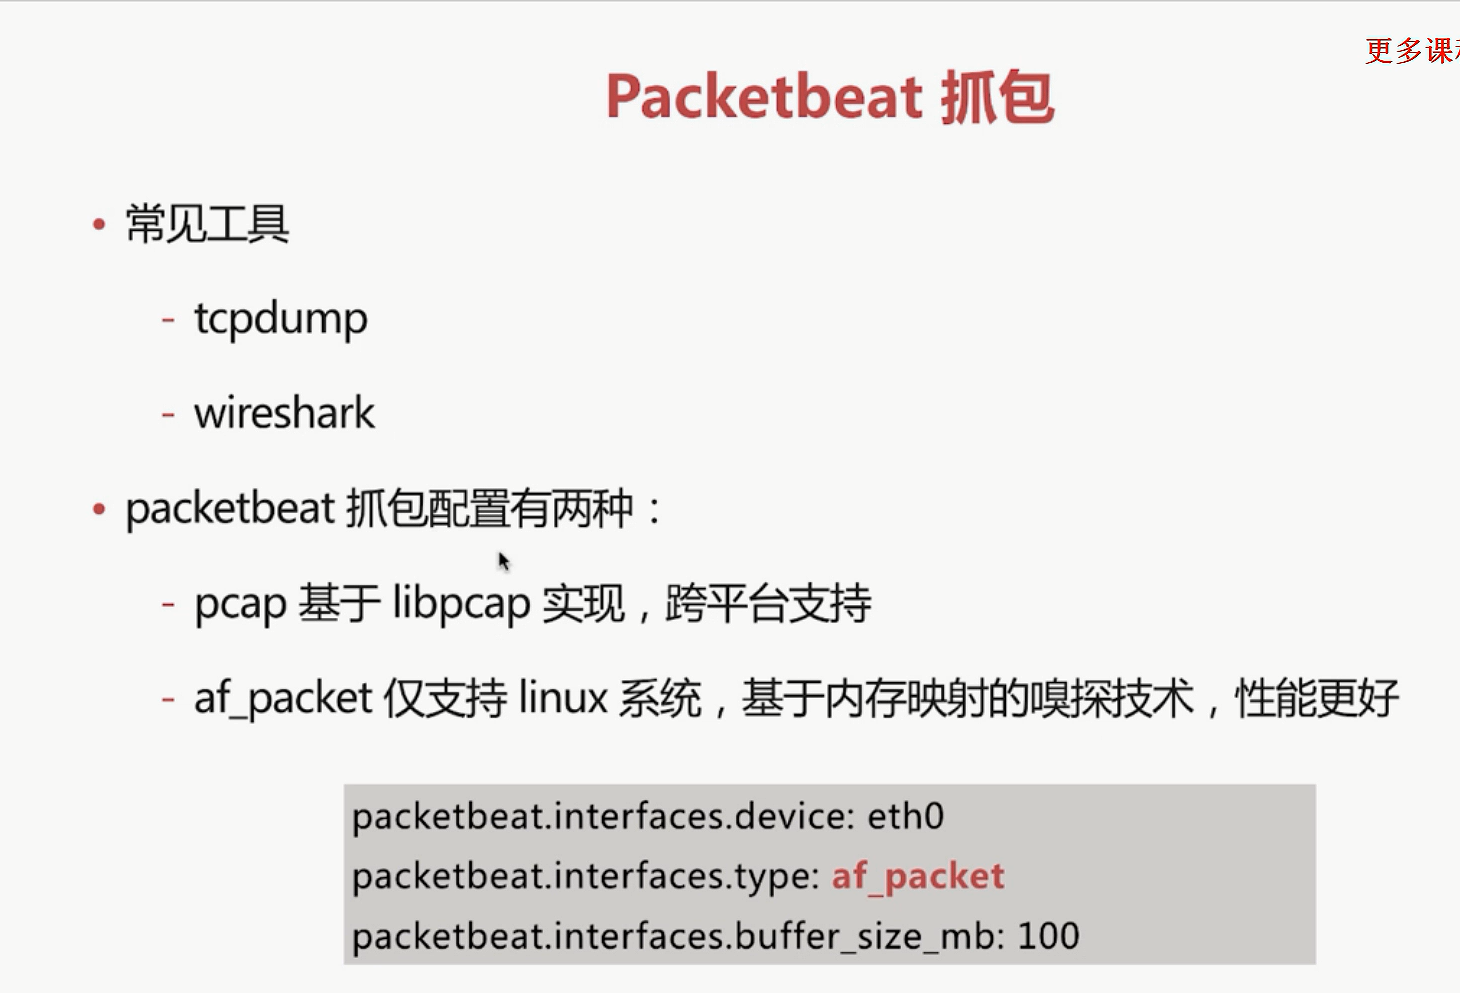 更多课
Packetbeat 抓包
• 常见工具
- tcpdump
- wireshark
• packetbeat 抓包配置有两种：
- pcap 基于 libpcap 实现，跨平台支持
- af_packet 仅支持 linux 系统，基于内存映射的嗅探技术，性能更好
packetbeat.interfaces.device: eth0
packetbeat.interfaces.type: af_packet
packetbeat.interfaces.buffer_size_mb: 100